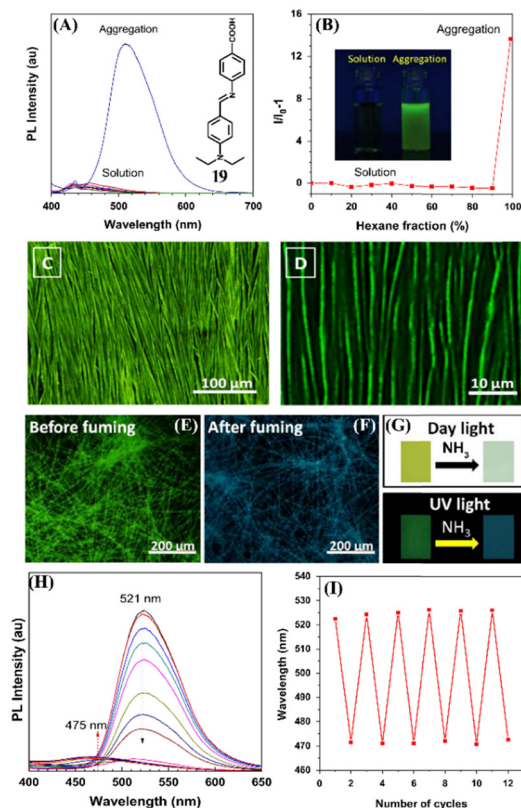 (A)
Aggregation
COOH
N
N
19
Solution
PL Intensity (au)
400 500 600 700
Wavelength (nm)
(B)
Aggregation
Solution Aggregation
Solution
I/I0-1
16
14
12
10
8
6
4
2
0
0 20 40 60 80 100
Hexane fraction (%)
C
100 µm
D
10 µm
Before fuming (E)
200 µm
After fuming (F)
200 µm
(G) Day light
NH3
UV light
NH3
(H)
521 nm
475 nm
PL Intensity (au)
400 450 500 550 600 650
Wavelength (nm)
(I)
Wavelength (nm)
540
530
520
510
500
490
480
470
460
0 2 4 6 8 10 12
Number of cycles